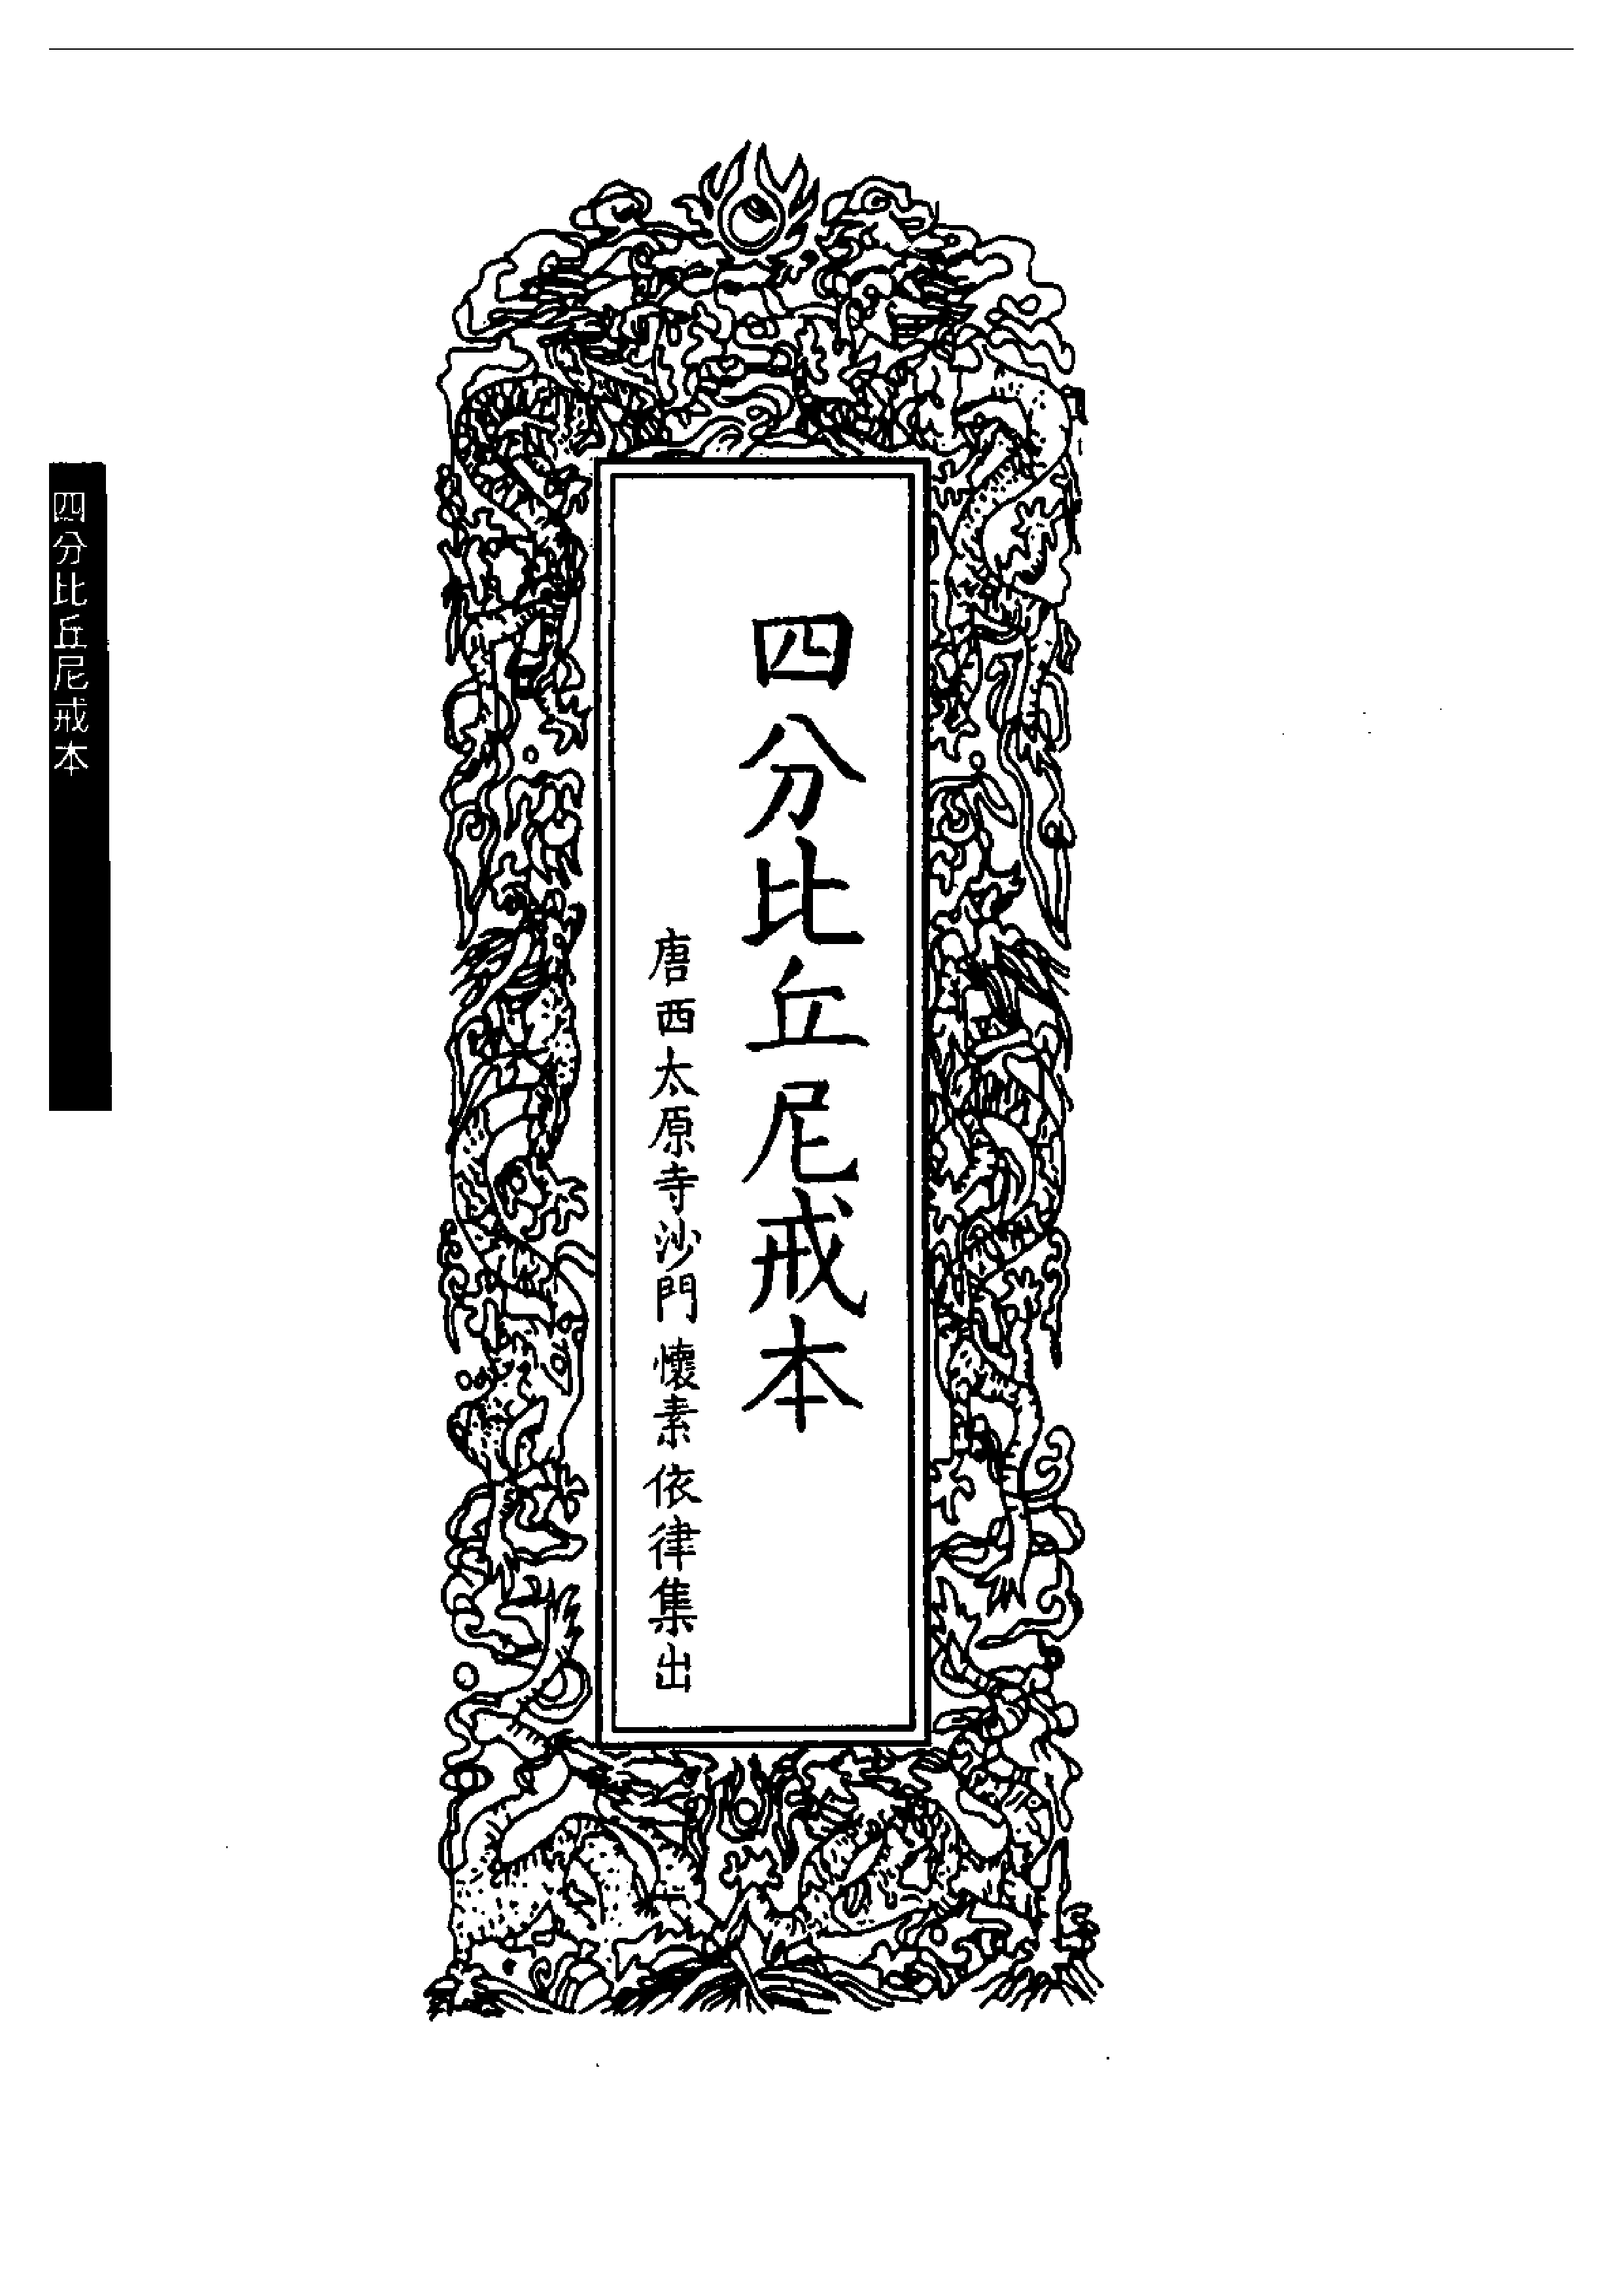 四分比丘尼戒本
唐西太原寺沙門懷素依律集出
四分比丘尼戒本